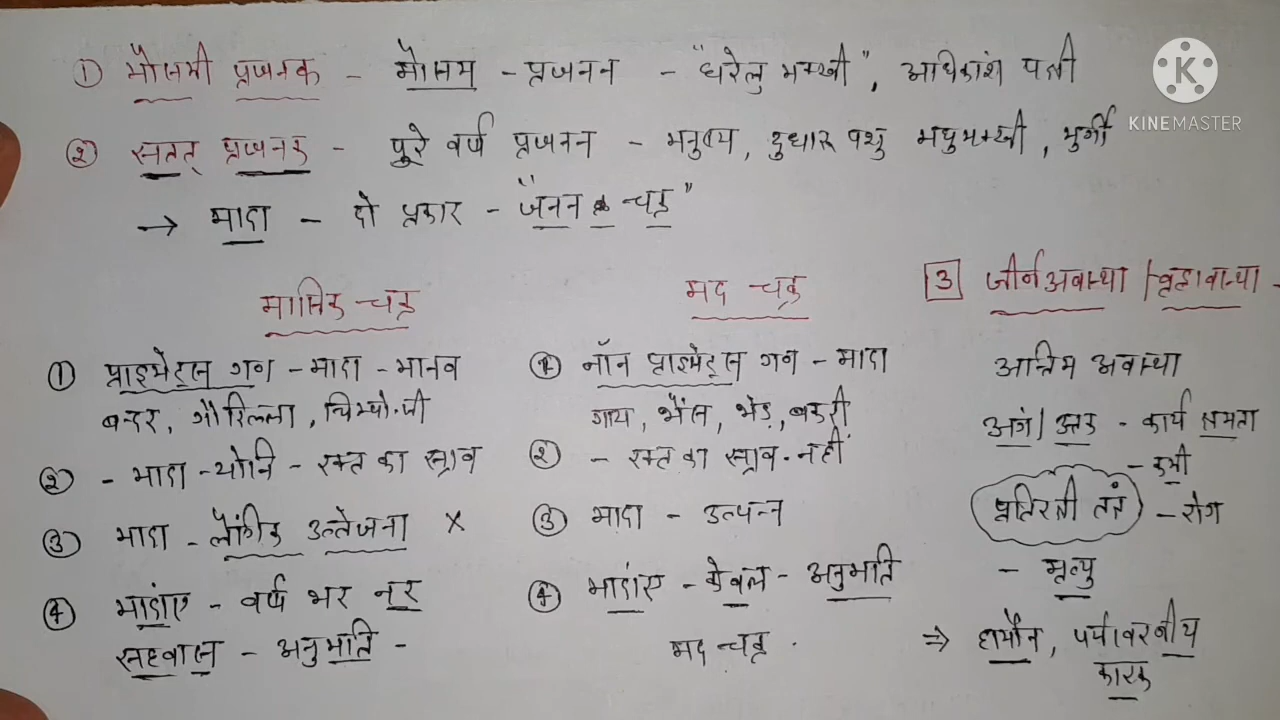 ① मौसमी प्रजनक - मौसम - प्रजनन - "घरेलु मक्खी", अधिकांश पक्षी
② सतत् प्रजनक - पुरे वर्ष प्रजनन - मनुष्य, दुधारू पशु मधुमक्खी, मुर्गी
→ मादा - दो प्रकार - "जनन चक्र"
मासिक चक्र
① प्राइमेट्स गण - मादा - मानव
बन्दर, गौरिल्ला, चिम्पांजी
② - मादा - योनि - रक्त का स्त्राव
③ मादा - लैंगिक उत्तेजना ×
④ मादांए - वर्ष भर नर
सहवास - अनुमति -
मद चक्र
① नॉन प्राइमेट्स गण - मादा
गाय, भैंस, भेड़, बकरी
② - रक्त का स्त्राव - नहीं
③ मादा - उत्पन्न
④ मादांए - केवल - अनुमति
मद चक्र .
3 जीर्न अवस्था / वृद्धावस्था -
अन्तिम अवस्था
अगं / ऊतक - कार्य क्षमता
- कमी
प्रतिरक्षी तत्रं - रोग
- मृत्यु
⇒ हार्मोन, पर्यावरणीय
कारक
KINEMASTER